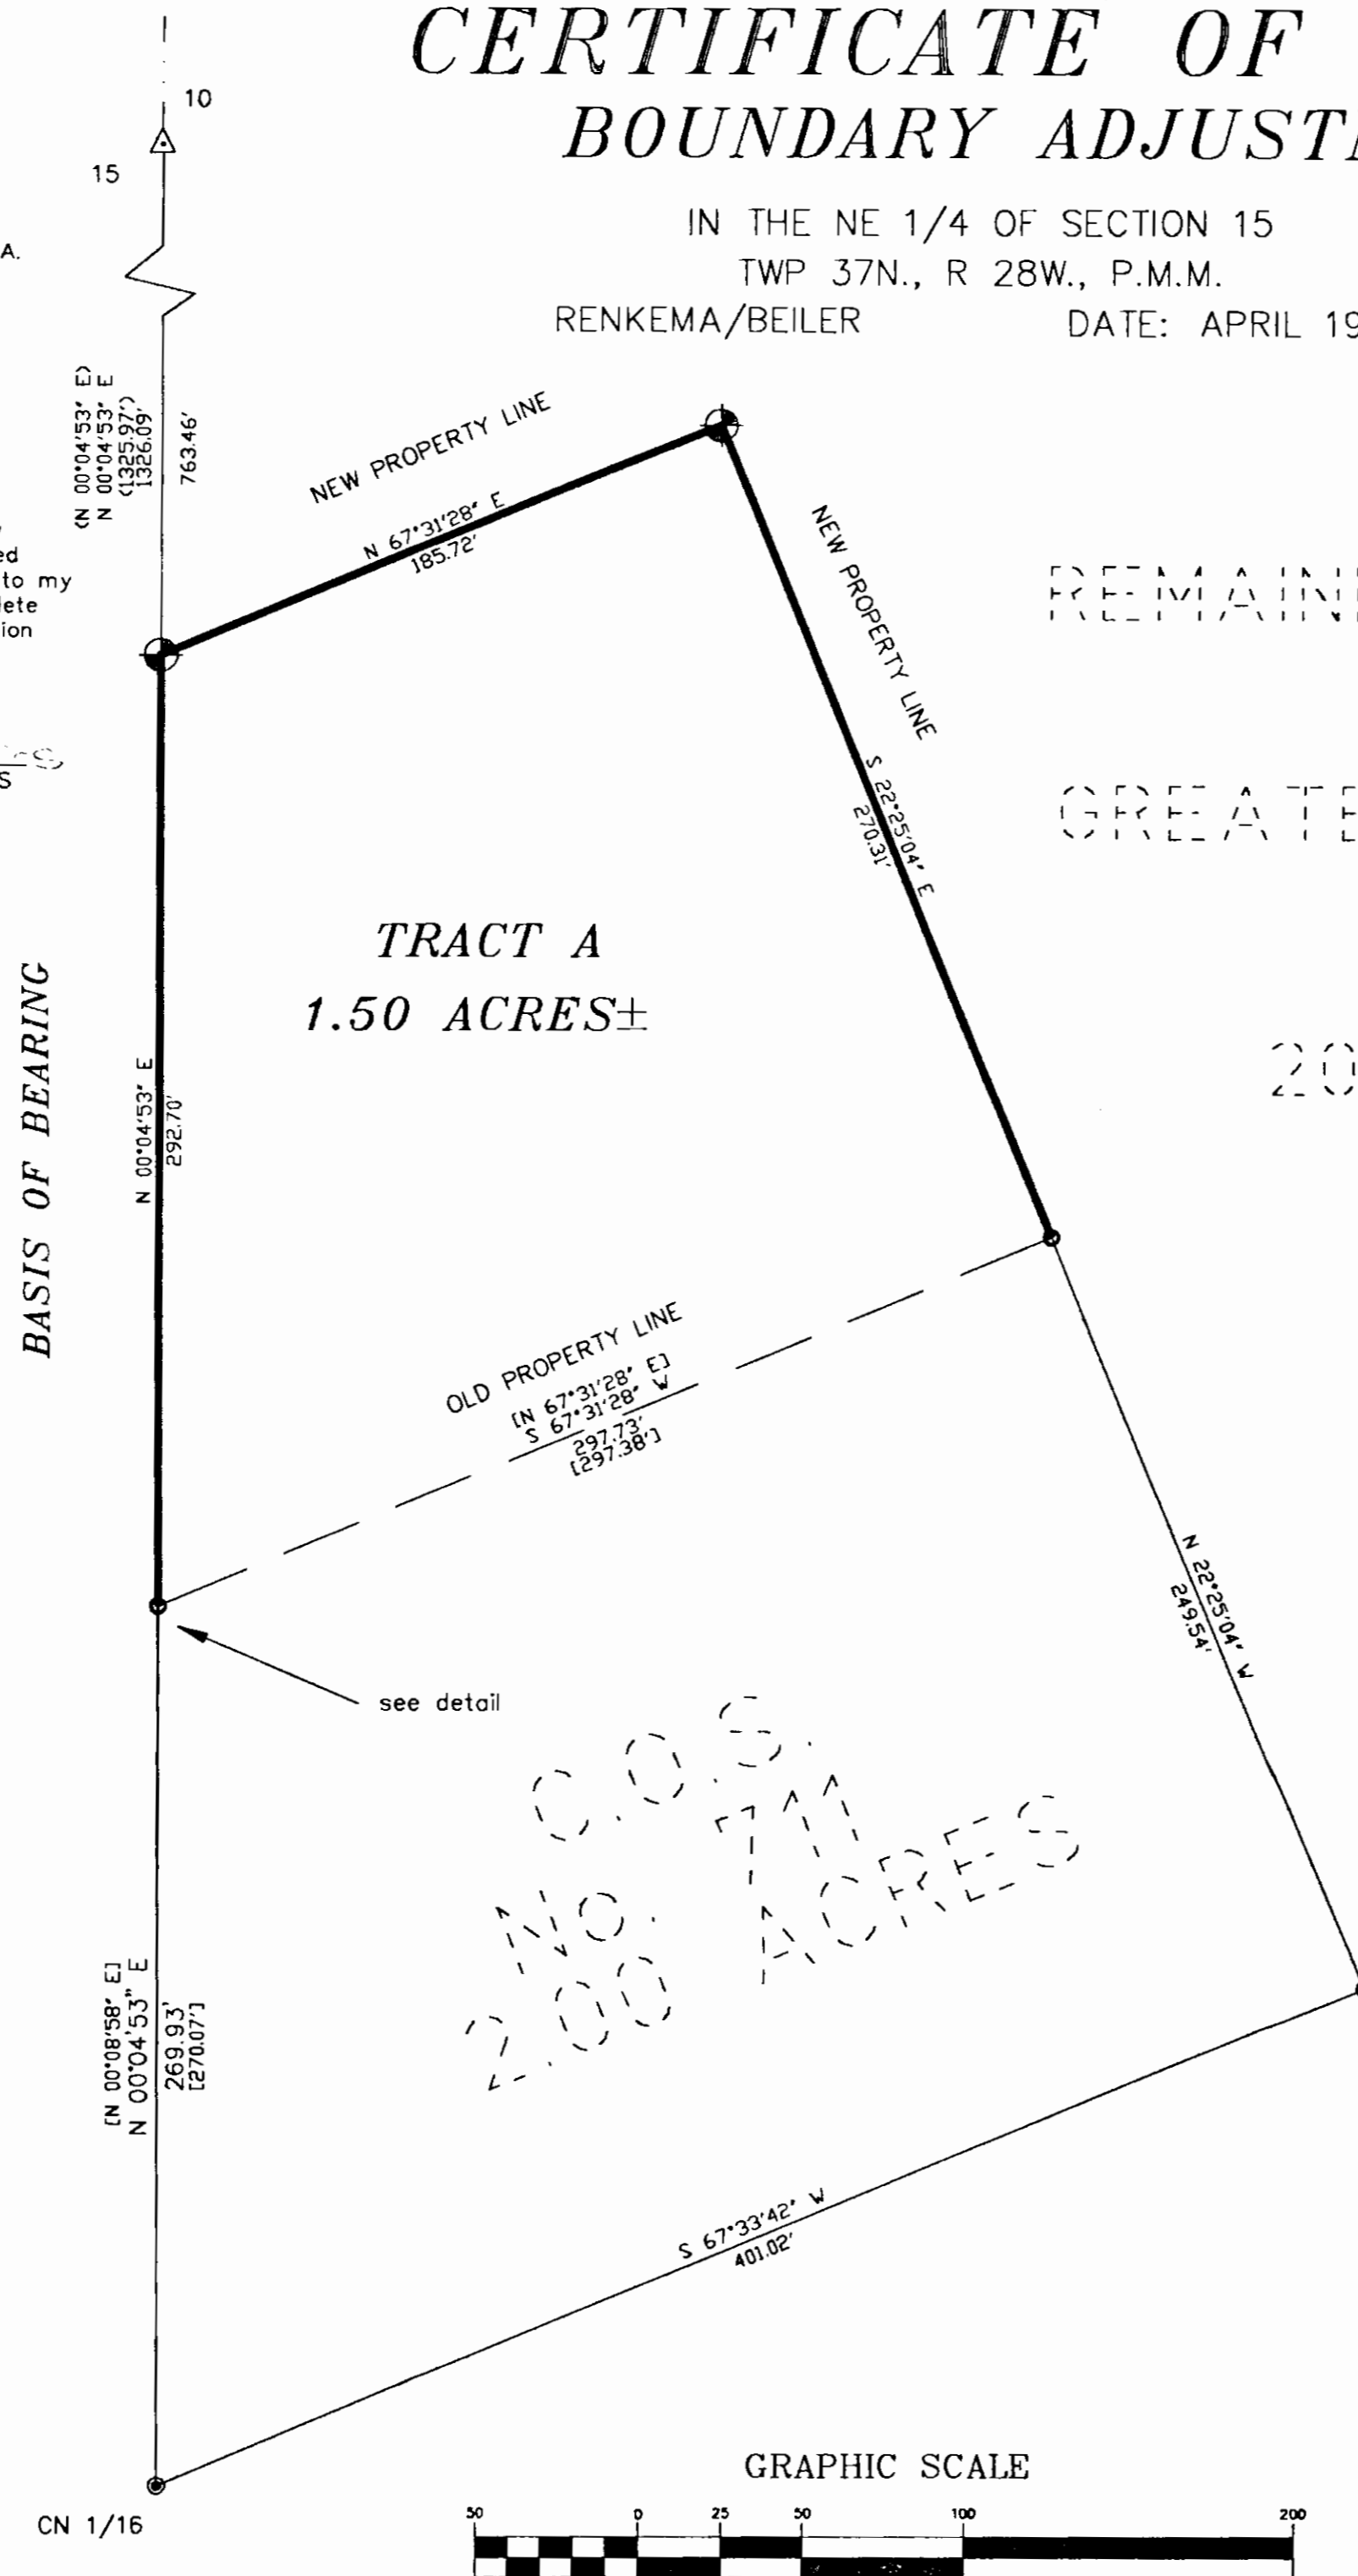 CERTIFICATE OF
BOUNDARY ADJUST
IN THE NE 1/4 OF SECTION 15
TWP 37N., R 28W., P.M.M.
RENKEMA/BEILER
DATE: APRIL 19
10
15
A.
(N 00°04'53" E)
N 00°04'53" E
(1325.97')
1326.09'
763.46'
ed
to my
lete
ion
S
NEW PROPERTY LINE
N 67°31'28" E
185.72'
NEW PROPERTY LINE
S 22°25'04" E
270.31'
REMAIN
GREATE
20
TRACT A
1.50 ACRES±
BASIS OF BEARING
N 00°04'53" E
292.70'
OLD PROPERTY LINE
[N 67°31'28" E]
S 67°31'28" W
297.73'
[297.38']
see detail
N 22°25'04" W
249.54'
C.O.S.
No. 711
2.00 ACRES
[N 00°08'58" E]
N 00°04'53" E
269.93'
[270.07']
S 67°33'42" W
401.02'
CN 1/16
GRAPHIC SCALE
50 0 25 50 100 200